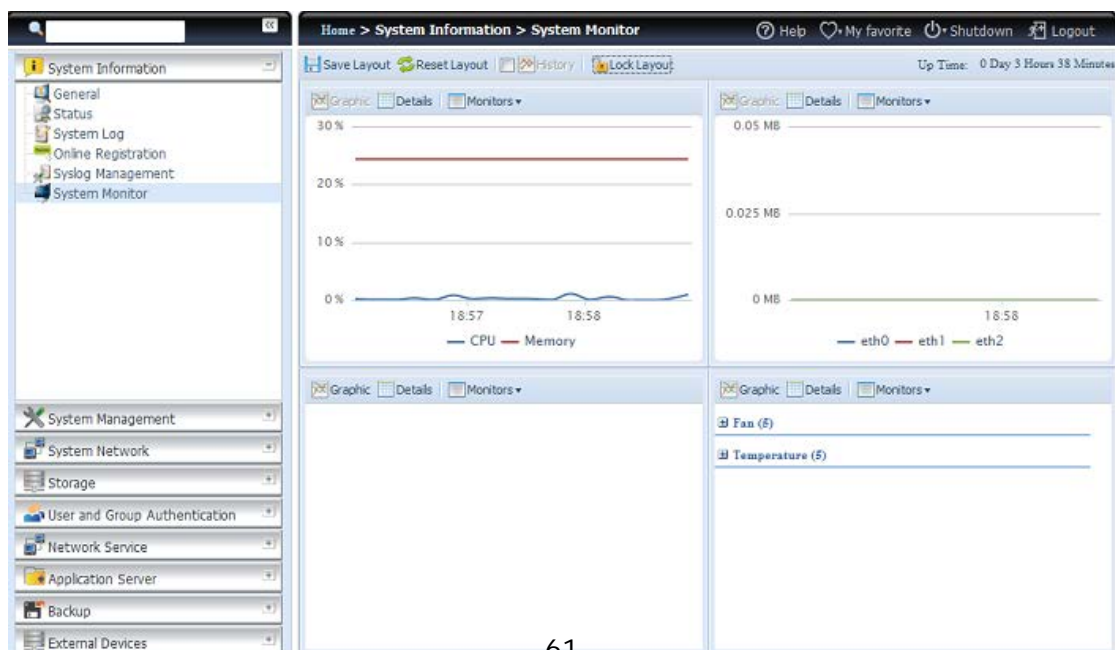 Home > System Information > System Monitor
Help My favorite Shutdown Logout
System Information
General
Status
System Log
Online Registration
Syslog Management
System Monitor
System Management
System Network
Storage
User and Group Authentication
Network Service
Application Server
Backup
External Devices
Save Layout Reset Layout History Lock Layout
Up Time: 0 Day 3 Hours 38 Minutes
Graphic Details Monitors
30 %
20 %
10 %
0 %
18:57 18:58
CPU Memory
Graphic Details Monitors
0.05 MB
0.025 MB
0 MB
18:58
eth0 eth1 eth2
Graphic Details Monitors
Graphic Details Monitors
Fan (5)
Temperature (5)
61